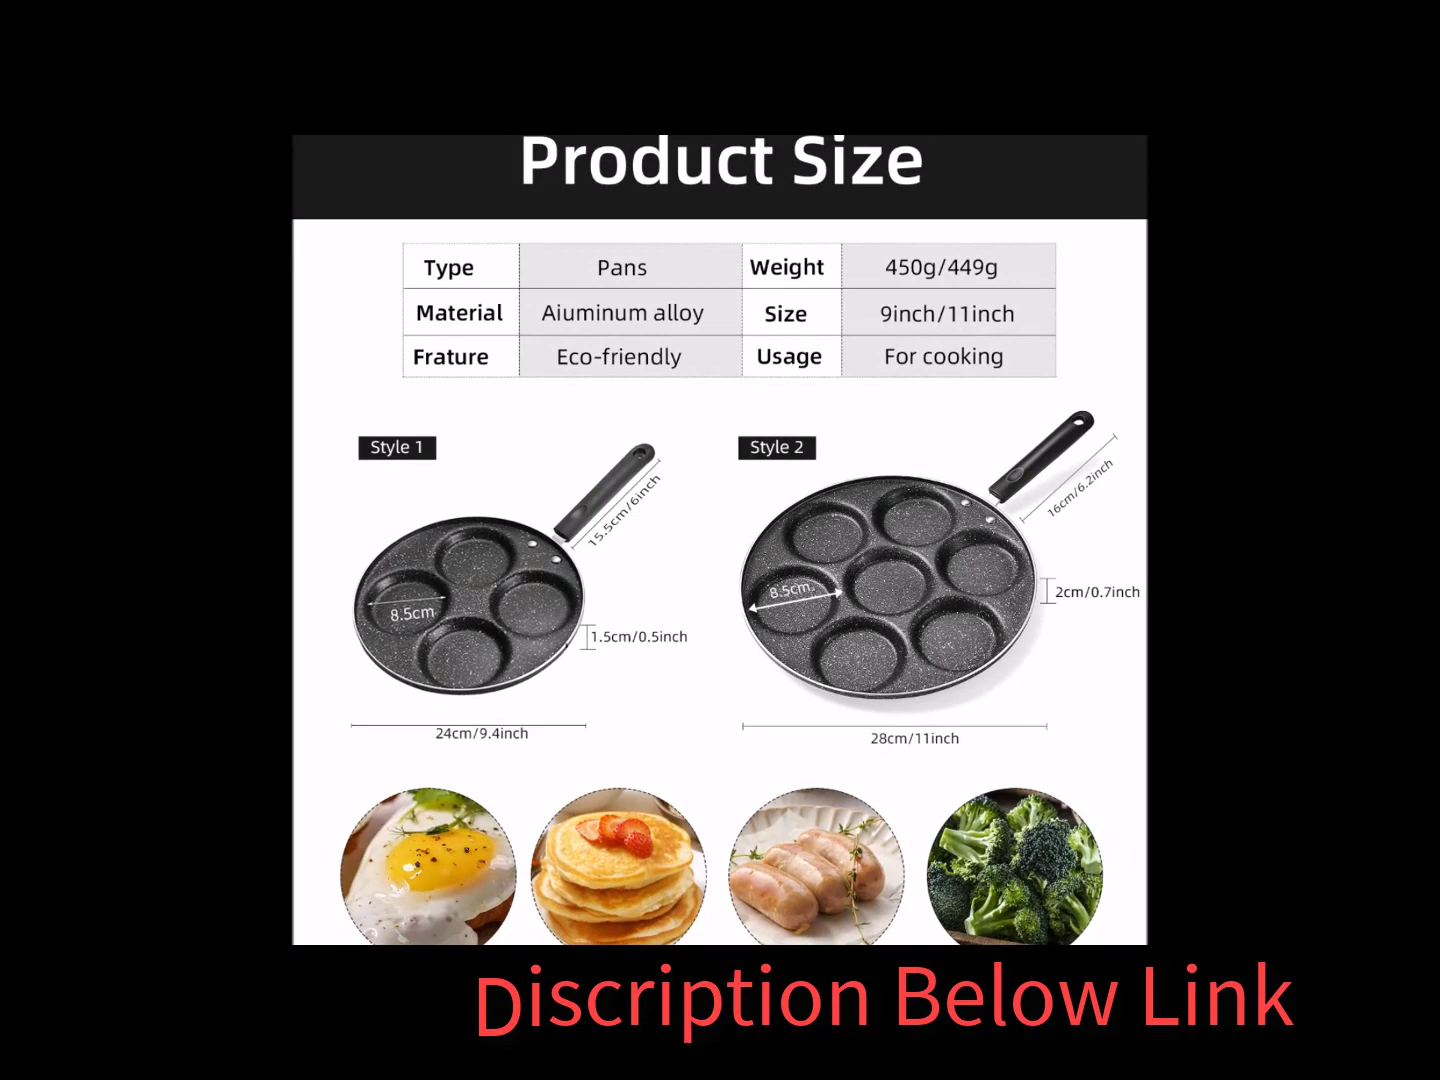 Product Size
Type Pans Weight 450g/449g
Material Aiuminum alloy Size 9inch/11inch
Frature Eco-friendly Usage For cooking
Style 1
Style 2
15.5cm/6inch
16cm/6.2inch
8.5cm
8.5cm
1.5cm/0.5inch
2cm/0.7inch
24cm/9.4inch
28cm/11inch
Discription Below Link